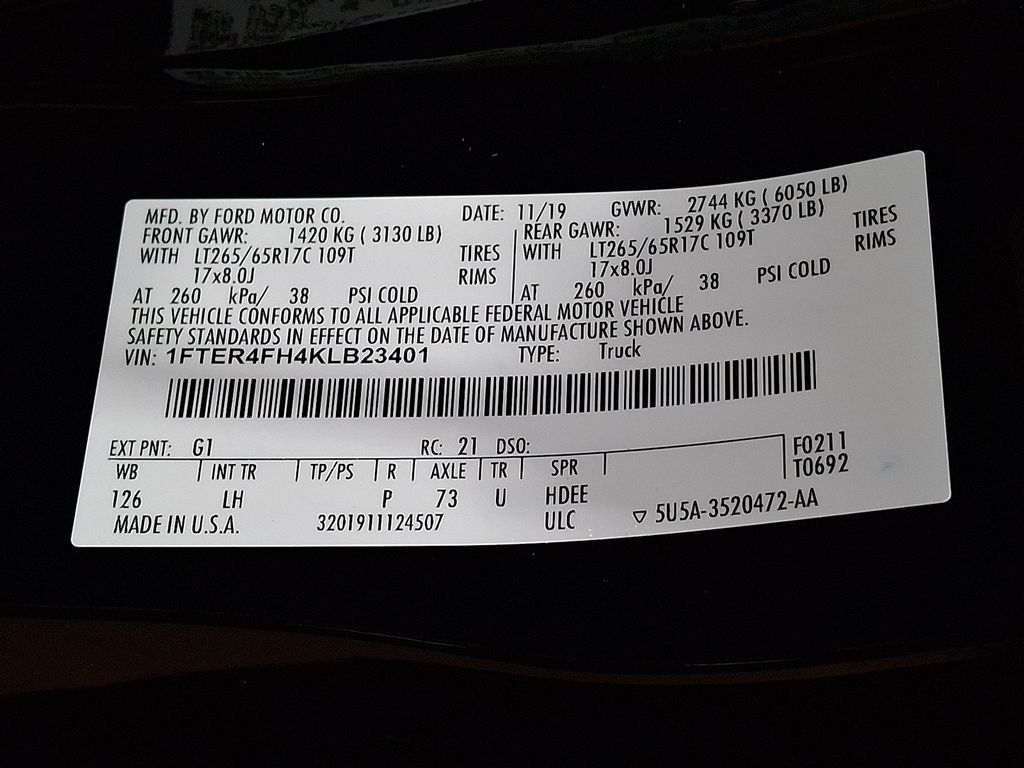 MFD. BY FORD MOTOR CO. DATE: 11/19 GVWR: 2744 KG ( 6050 LB)
FRONT GAWR: 1420 KG ( 3130 LB) REAR GAWR: 1529 KG ( 3370 LB)
WITH LT265/65R17C 109T TIRES WITH LT265/65R17C 109T TIRES
17x8.0J RIMS 17x8.0J RIMS
AT 260 kPa/ 38 PSI COLD AT 260 kPa/ 38 PSI COLD
THIS VEHICLE CONFORMS TO ALL APPLICABLE FEDERAL MOTOR VEHICLE
SAFETY STANDARDS IN EFFECT ON THE DATE OF MANUFACTURE SHOWN ABOVE.
VIN: 1FTER4FH4KLB23401 TYPE: Truck
EXT PNT: G1 RC: 21 DSO: F0211
WB INT TR TP/PS R AXLE TR SPR T0692
126 LH P 73 U HDEE
MADE IN U.S.A. 3201911124507 ULC ▽ 5U5A-3520472-AA